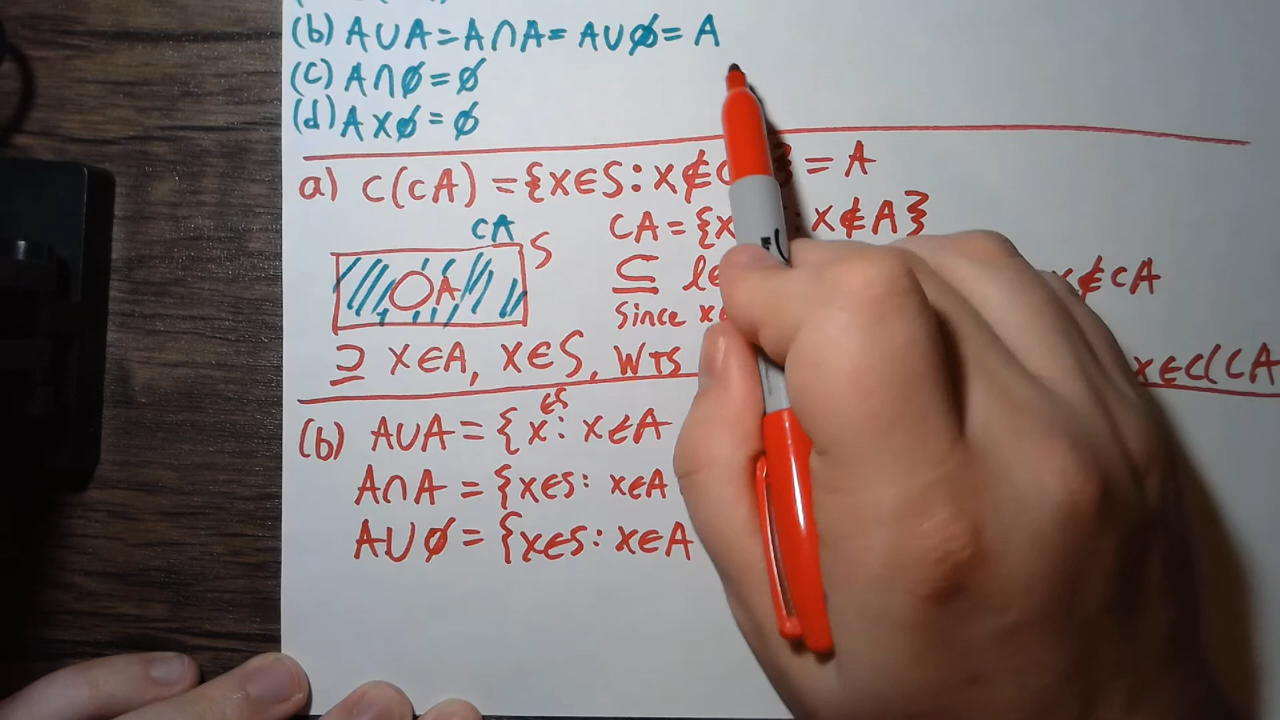 (b) A∪A=A∩A=A∪∅=A
(c) A∩∅=∅
(d) A×∅=∅
a) C(CA) = {x∈S: x∉ } = A
CA
CA = {x : x∉A}
S
A
⊆ x∉CA
Since
⊇ x∈A, x∈S, WTS x∈C(CA
∈S
(b) A∪A = {x: x∈A
A∩A = {x∈S: x∈A
A∪∅ = {x∈S: x∈A